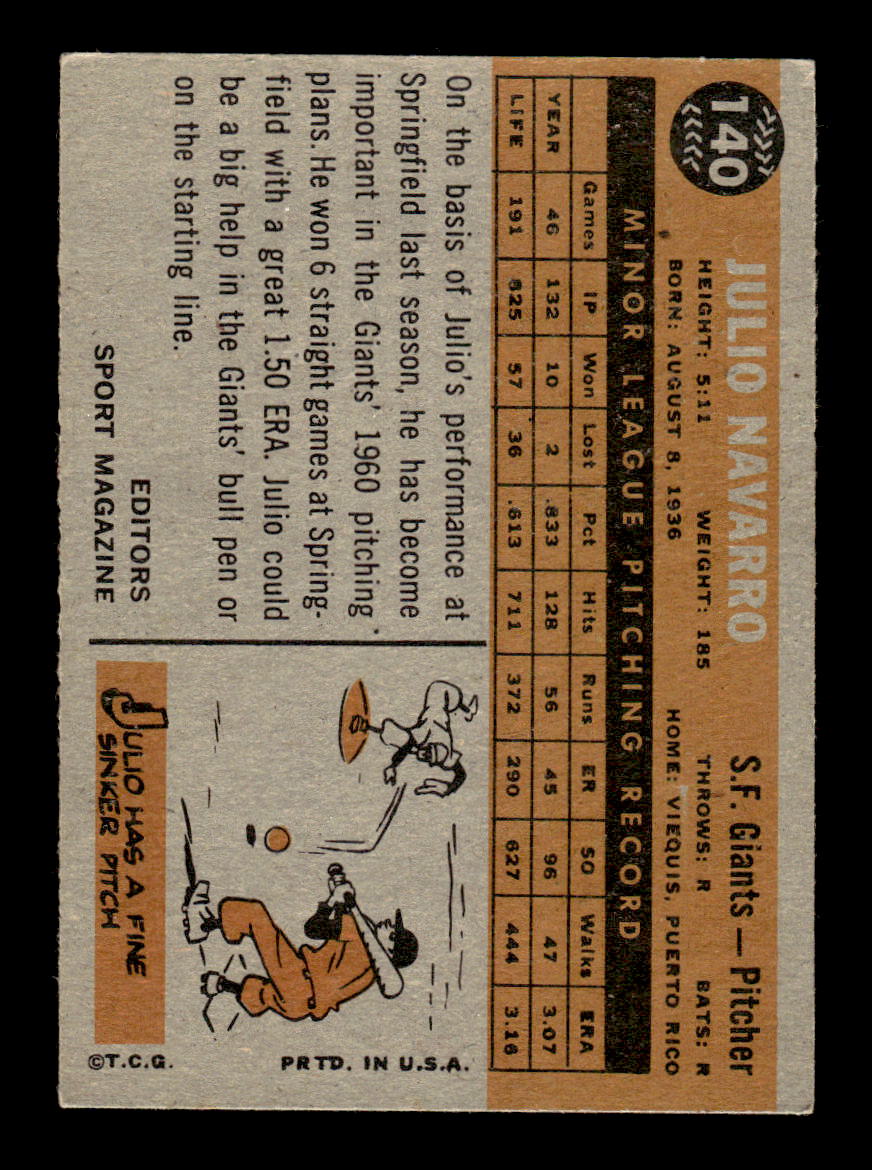 140
JULIO NAVARRO
S.F. Giants — Pitcher
HEIGHT: 5:11 WEIGHT: 185 THROWS: R BATS: R
BORN: AUGUST 8, 1936 HOME: VIEQUIS, PUERTO RICO
MINOR LEAGUE PITCHING RECORD
Games IP Won Lost Pct Hits Runs ER SO Walks ERA
YEAR 46 132 10 2 .833 128 56 45 96 47 3.07
LIFE 191 825 57 36 .613 711 372 290 627 444 3.16
On the basis of Julio's performance at
Springfield last season, he has become
important in the Giants' 1960 pitching
plans. He won 6 straight games at Spring-
field with a great 1.50 ERA. Julio could
be a big help in the Giants' bull pen or
on the starting line.
EDITORS
SPORT MAGAZINE
JULIO HAS A FINE
SINKER PITCH
©T.C.G. PRTD. IN U.S.A.